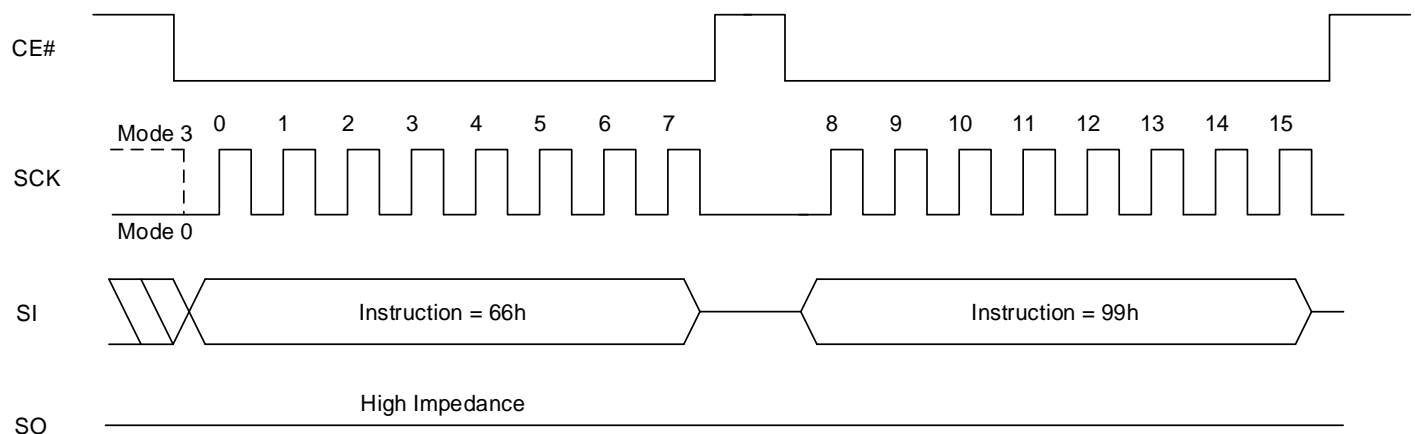 CE#
0 1 2 3 4 5 6 7 8 9 10 11 12 13 14 15
Mode 3
SCK
Mode 0
SI
Instruction = 66h
Instruction = 99h
High Impedance
SO